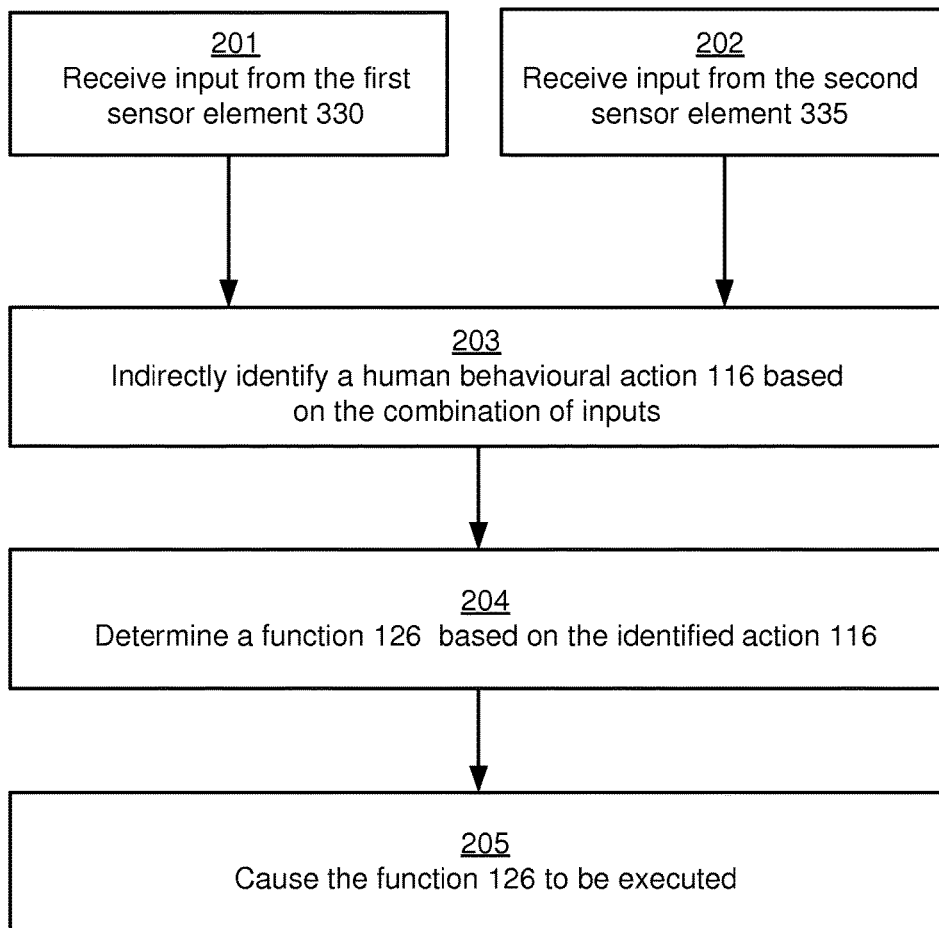 201
Receive input from the first
sensor element 330
202
Receive input from the second
sensor element 335
203
Indirectly identify a human behavioural action 116 based
on the combination of inputs
204
Determine a function 126 based on the identified action 116
205
Cause the function 126 to be executed